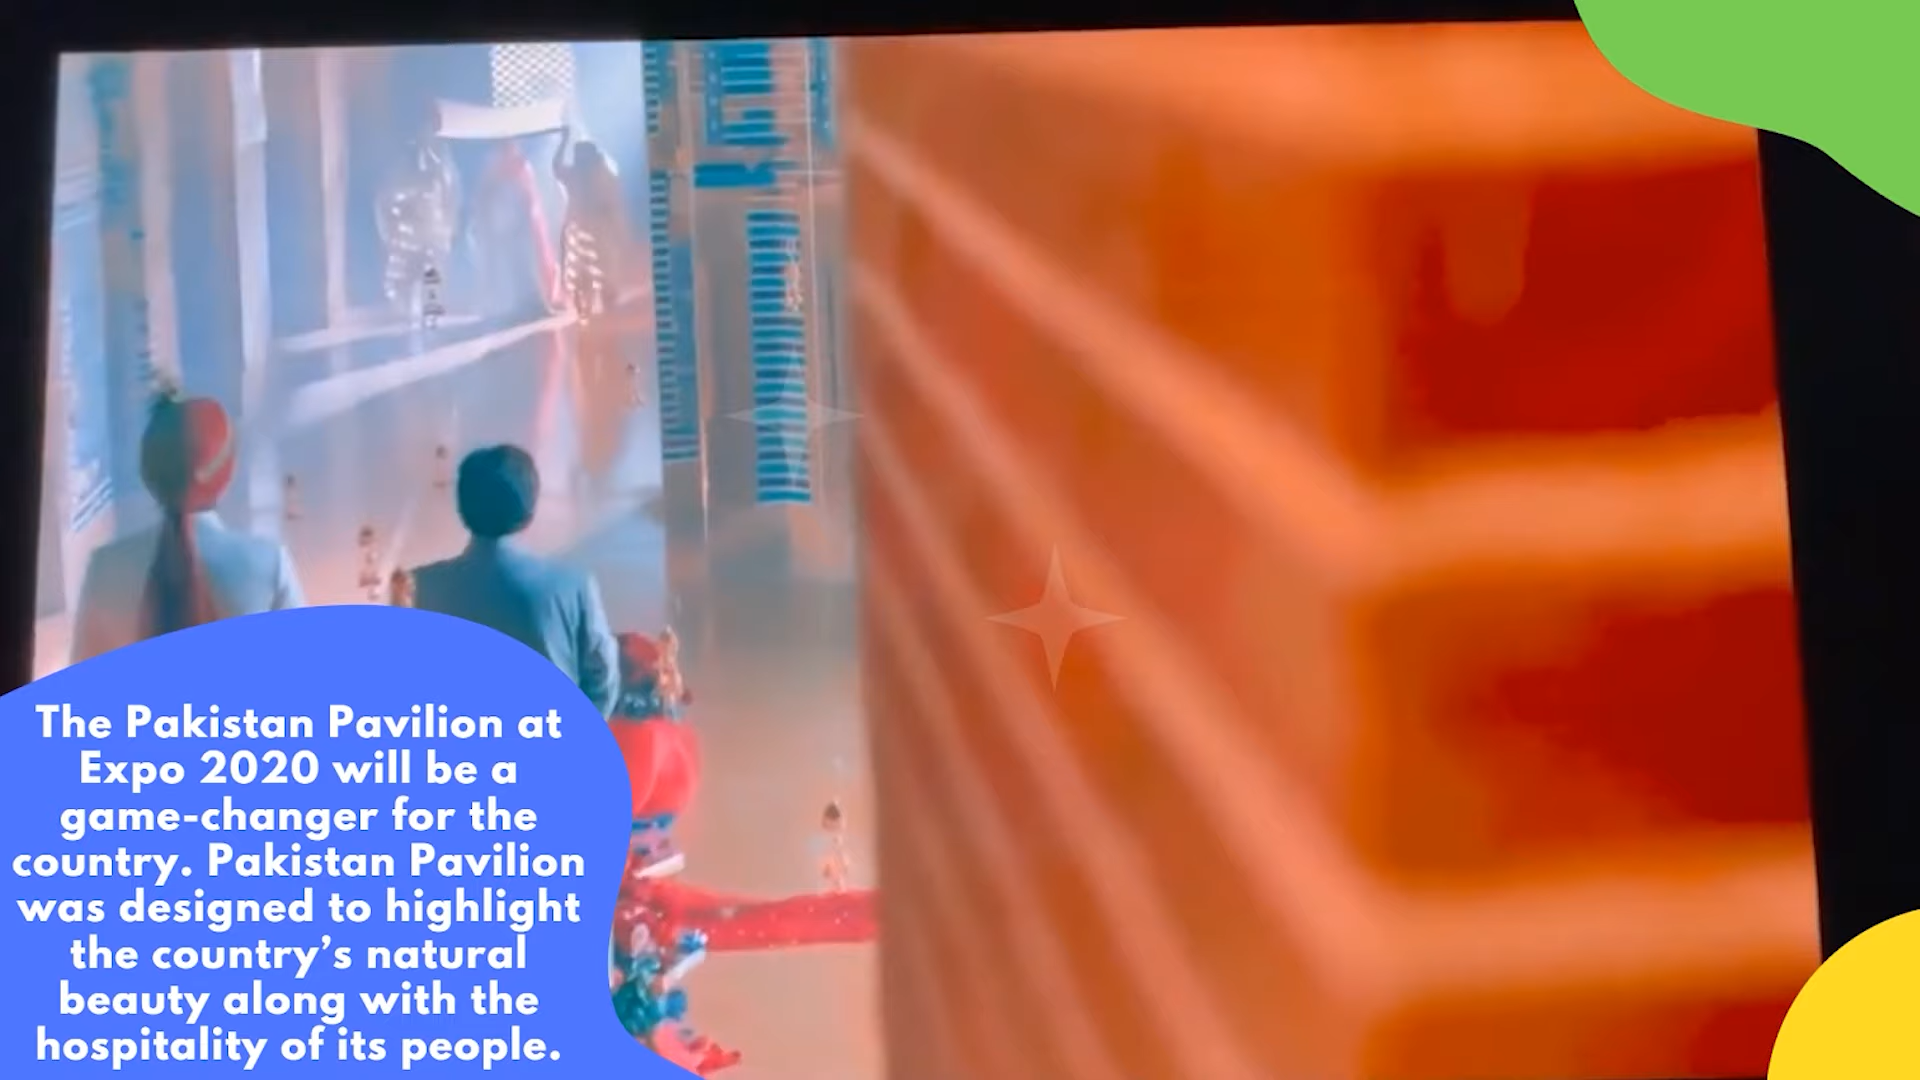 The Pakistan Pavilion at
Expo 2020 will be a
game-changer for the
country. Pakistan Pavilion
was designed to highlight
the country’s natural
beauty along with the
hospitality of its people.